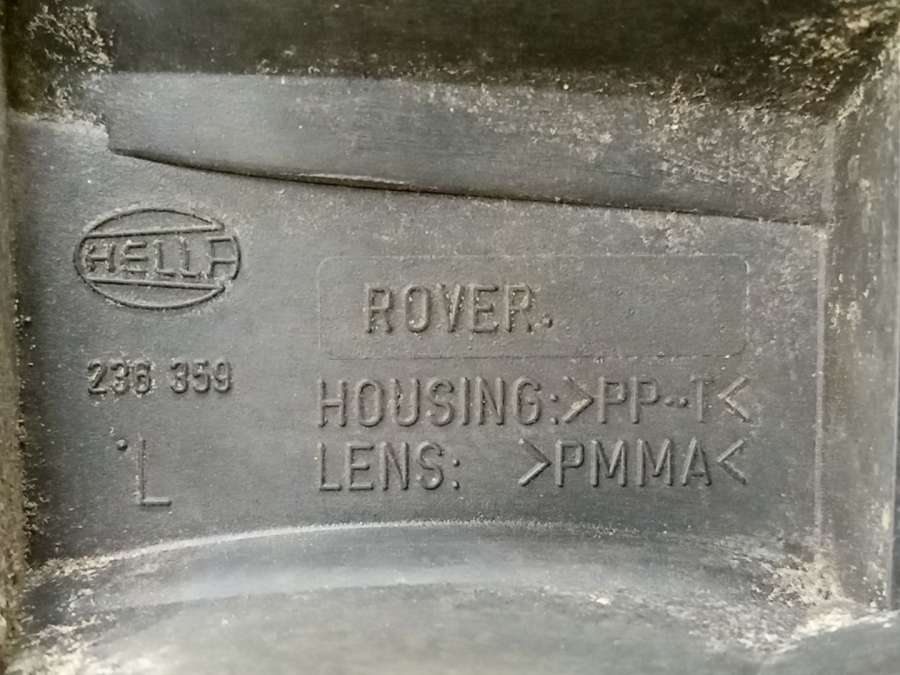 HELLA
236 359
L
ROVER.
HOUSING:>PP--T<
LENS: >PMMA<